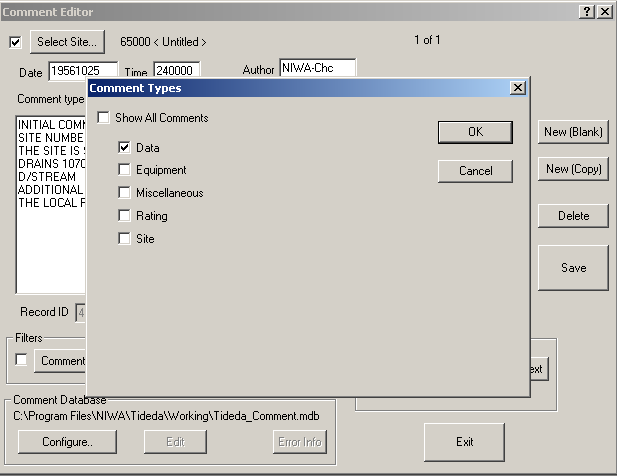 Comment Editor
Select Site...
65000 < Untitled >
1 of 1
Date 19561025 Time 240000 Author NIWA-Chc
Comment type
INITIAL COMM
SITE NUMBE
THE SITE IS
DRAINS 1070
D/STREAM
ADDITIONAL
THE LOCAL
Record ID 4
Filters
Comment
Comment Types
Show All Comments
Data
Equipment
Miscellaneous
Rating
Site
OK
Cancel
New (Blank)
New (Copy)
Delete
Save
ext
Comment Database
C:\Program Files\NIWA\Tideda\Working\Tideda_Comment.mdb
Configure..
Edit
Error Info
Exit